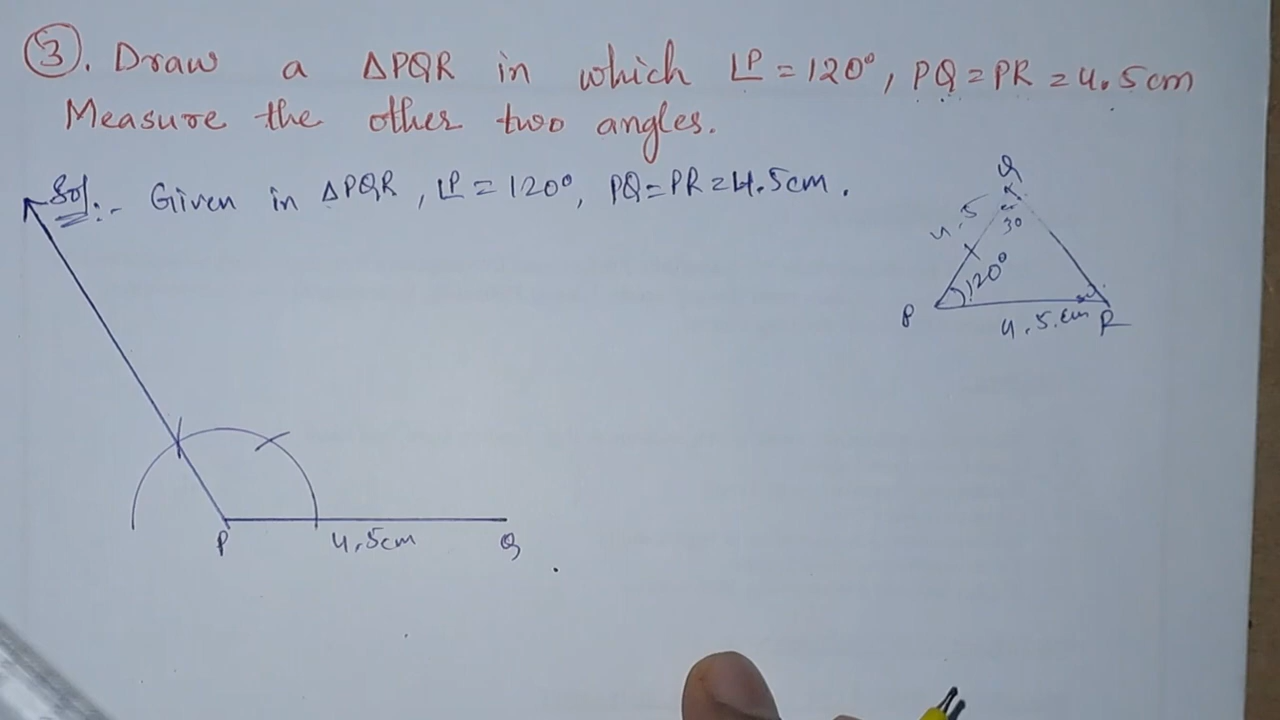 3. Draw a ΔPQR in which ∠P = 120°, PQ = PR = 4.5cm
Measure the other two angles.
Sol:- Given in ΔPQR, ∠P = 120°, PQ = PR = 4.5cm.
Q
4.5
30
120°
P
4.5cm R
P 4.5cm Q